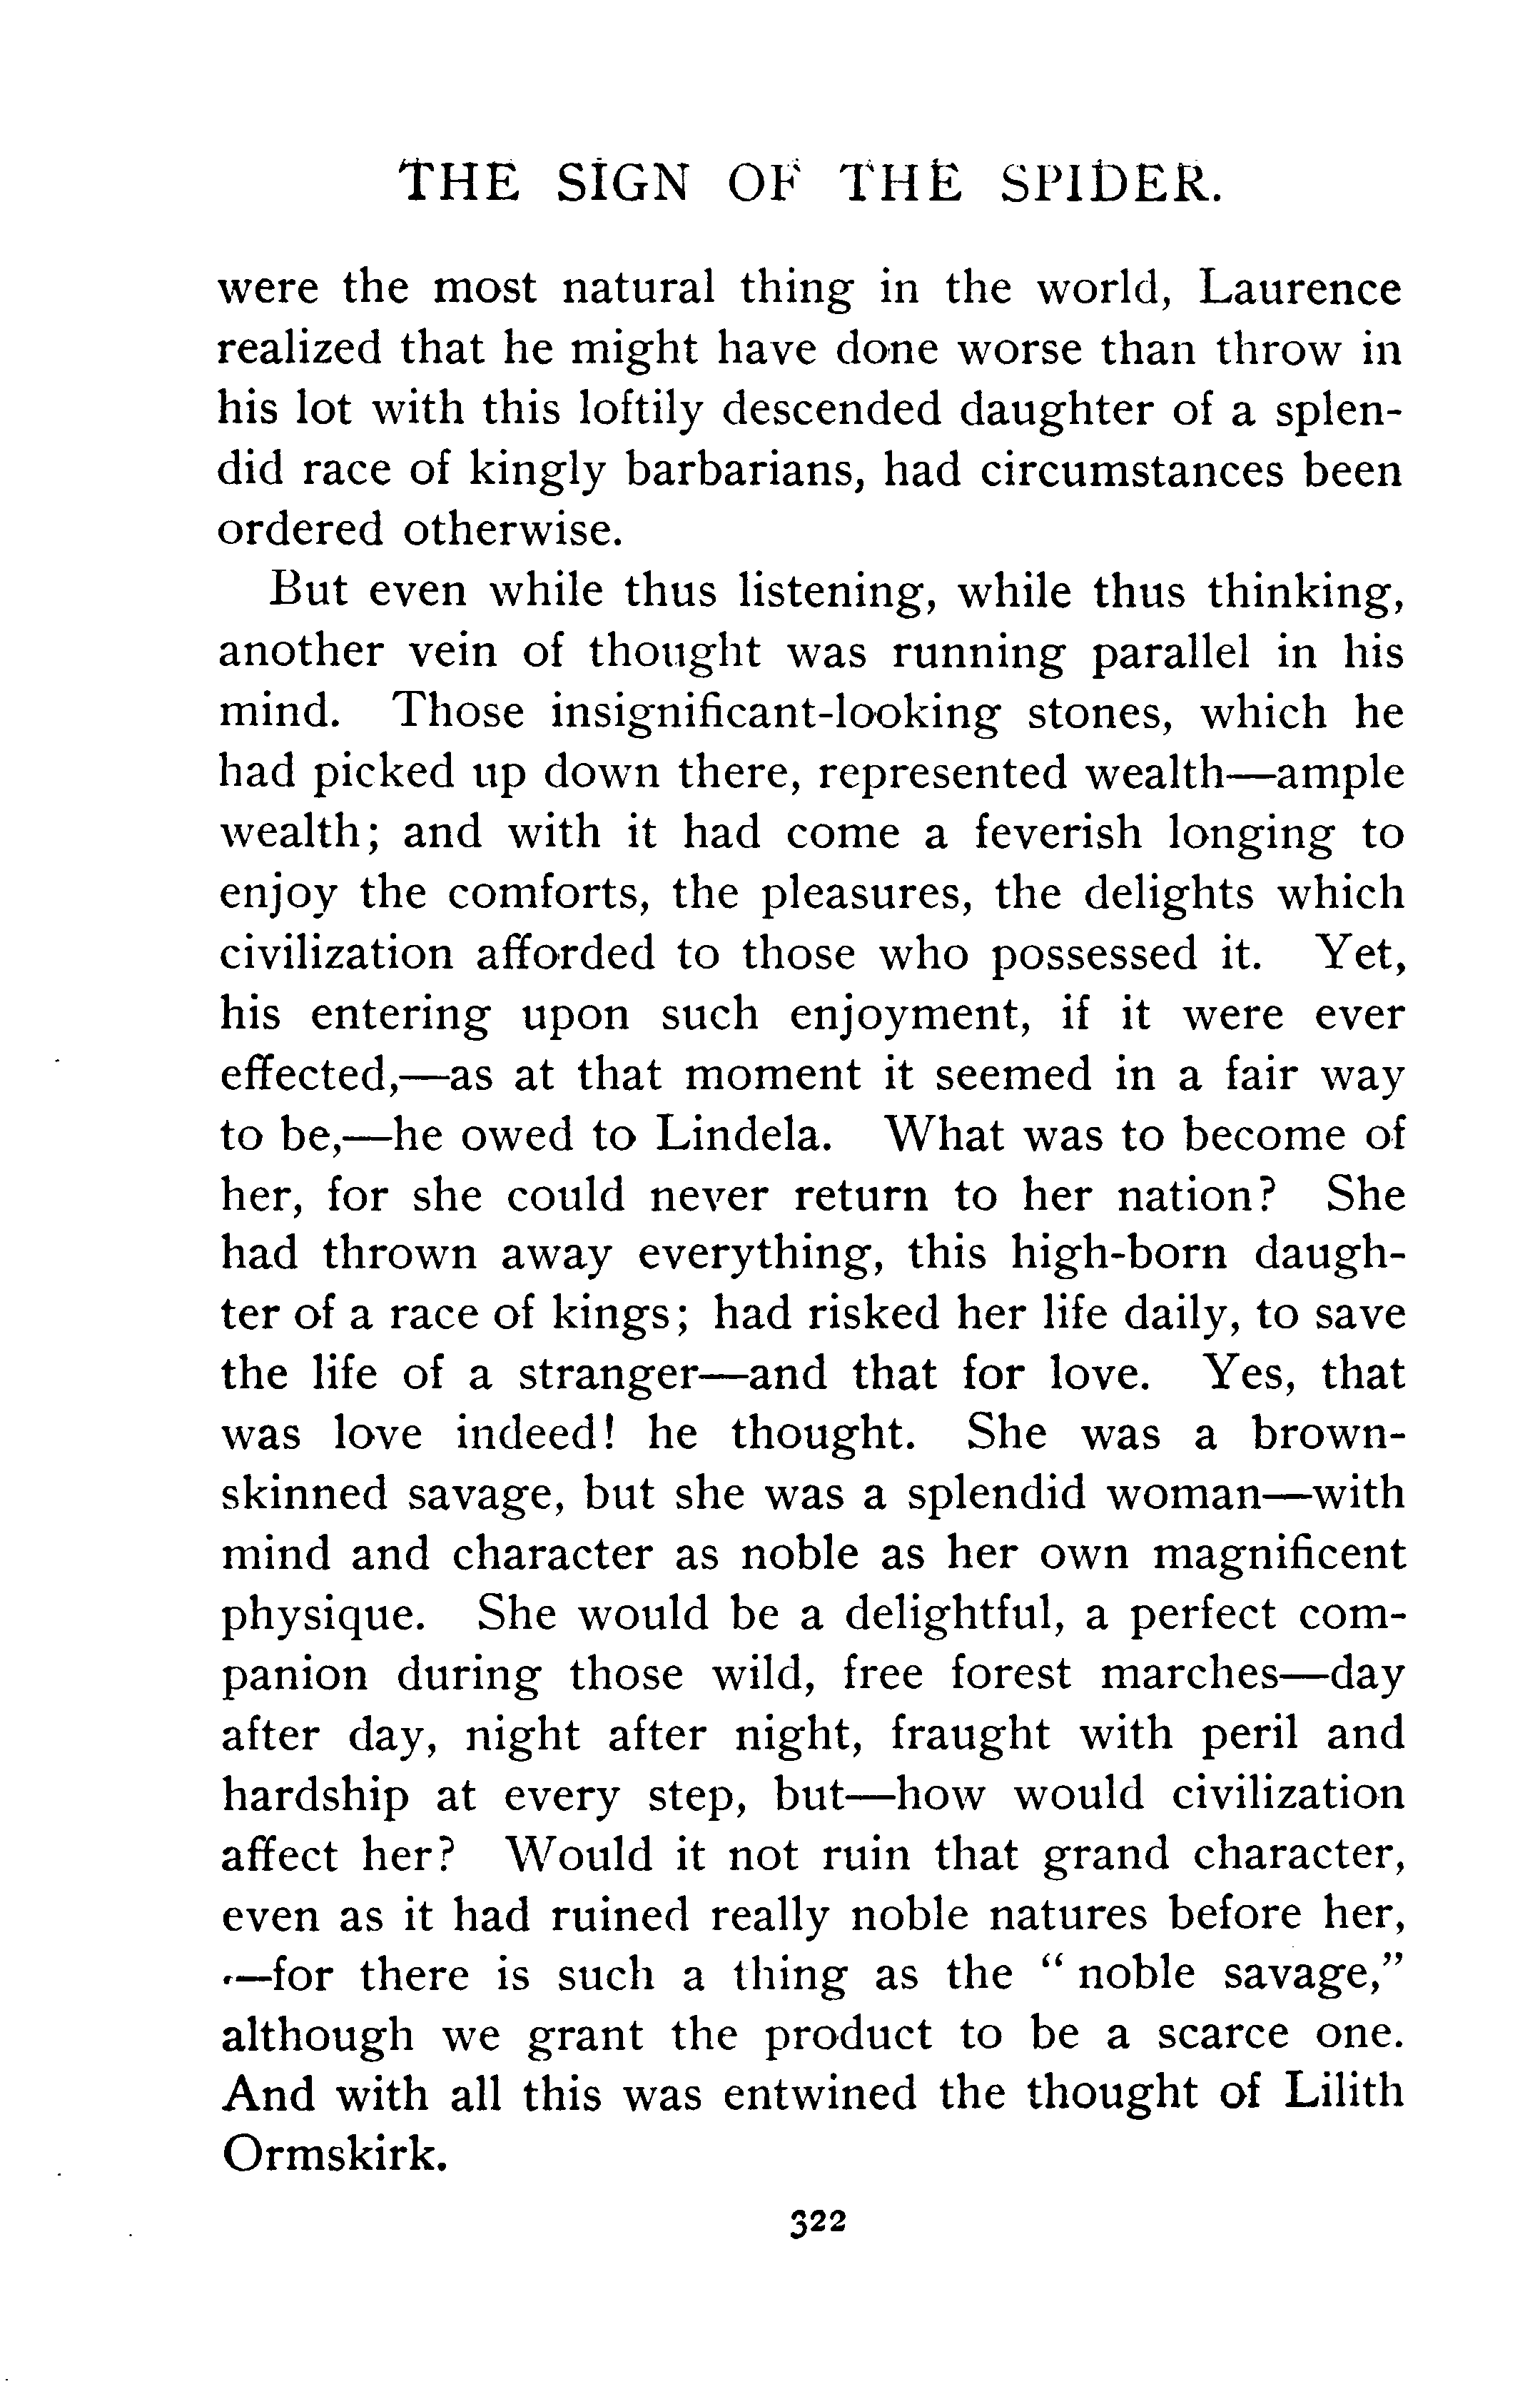 THE SIGN OF THE SPIDER.
were the most natural thing in the world, Laurence
realized that he might have done worse than throw in
his lot with this loftily descended daughter of a splen-
did race of kingly barbarians, had circumstances been
ordered otherwise.
But even while thus listening, while thus thinking,
another vein of thought was running parallel in his
mind. Those insignificant-looking stones, which he
had picked up down there, represented wealth—ample
wealth; and with it had come a feverish longing to
enjoy the comforts, the pleasures, the delights which
civilization afforded to those who possessed it. Yet,
his entering upon such enjoyment, if it were ever
effected,—as at that moment it seemed in a fair way
to be,—he owed to Lindela. What was to become of
her, for she could never return to her nation? She
had thrown away everything, this high-born daugh-
ter of a race of kings; had risked her life daily, to save
the life of a stranger—and that for love. Yes, that
was love indeed! he thought. She was a brown-
skinned savage, but she was a splendid woman—with
mind and character as noble as her own magnificent
physique. She would be a delightful, a perfect com-
panion during those wild, free forest marches—day
after day, night after night, fraught with peril and
hardship at every step, but—how would civilization
affect her? Would it not ruin that grand character,
even as it had ruined really noble natures before her,
—for there is such a thing as the "noble savage,"
although we grant the product to be a scarce one.
And with all this was entwined the thought of Lilith
Ormskirk.
322